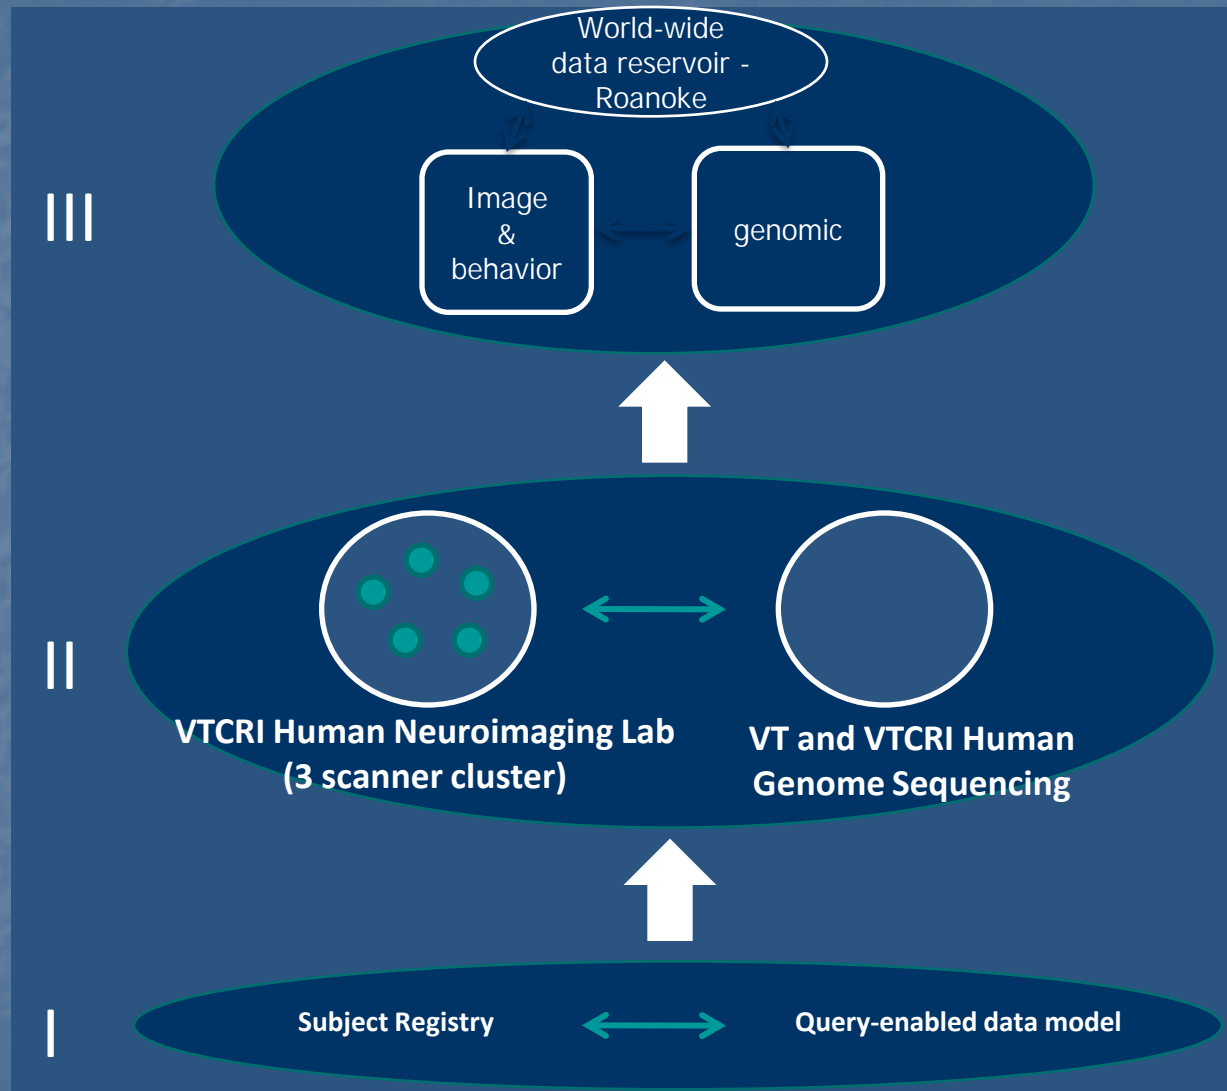 World-wide
data reservoir -
Roanoke
III
Image
&
behavior
genomic
II
VTCRI Human Neuroimaging Lab
(3 scanner cluster)
VT and VTCRI Human
Genome Sequencing
I
Subject Registry
Query-enabled data model